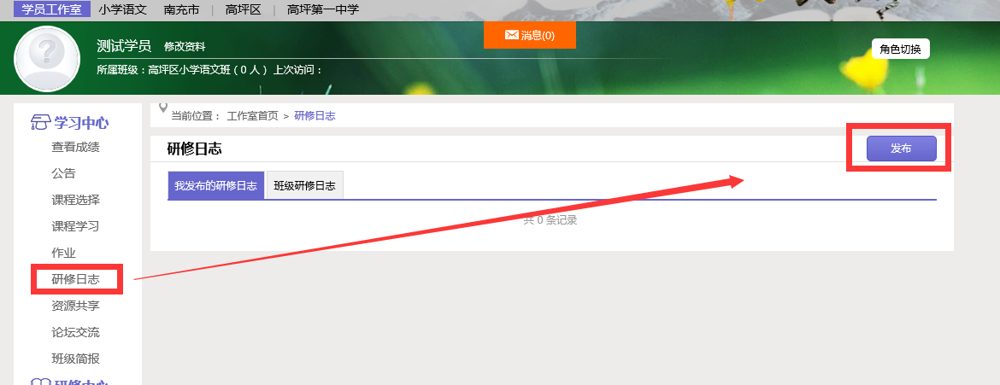 学员工作室 小学语文 南充市 | 高坪区 | 高坪第一中学
测试学员 修改资料
消息(0)
角色切换
所属班级：高坪区小学语文班（0 人）上次访问：
学习中心
查看成绩
公告
课程选择
课程学习
作业
研修日志
资源共享
论坛交流
班级简报
研修中心
当前位置： 工作室首页 > 研修日志
研修日志
发布
我发布的研修日志 班级研修日志
共 0 条记录